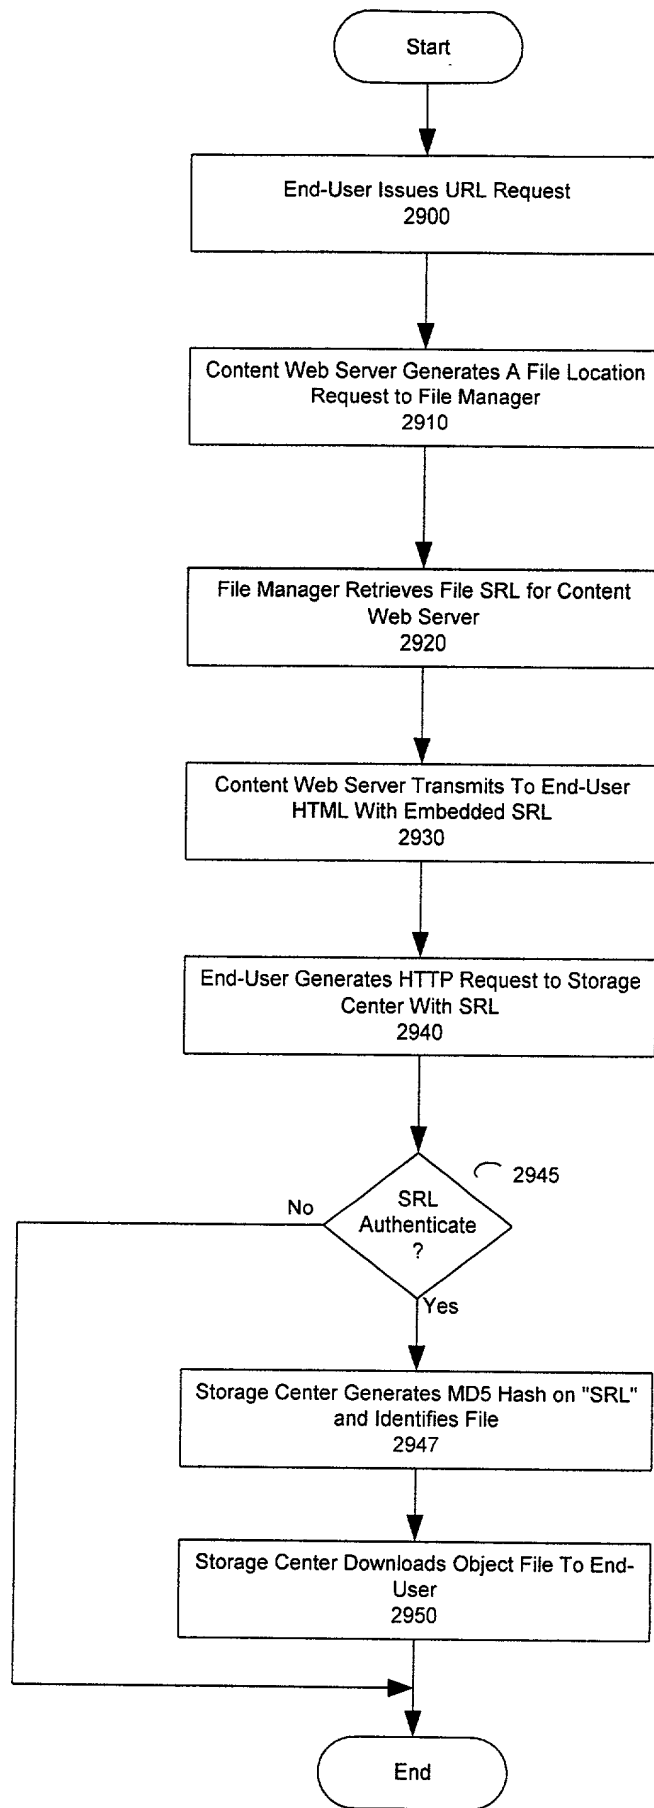 Start
End-User Issues URL Request
2900
Content Web Server Generates A File Location
Request to File Manager
2910
File Manager Retrieves File SRL for Content
Web Server
2920
Content Web Server Transmits To End-User
HTML With Embedded SRL
2930
End-User Generates HTTP Request to Storage
Center With SRL
2940
2945
No
SRL
Authenticate
?
Yes
Storage Center Generates MD5 Hash on "SRL"
and Identifies File
2947
Storage Center Downloads Object File To End-
User
2950
End